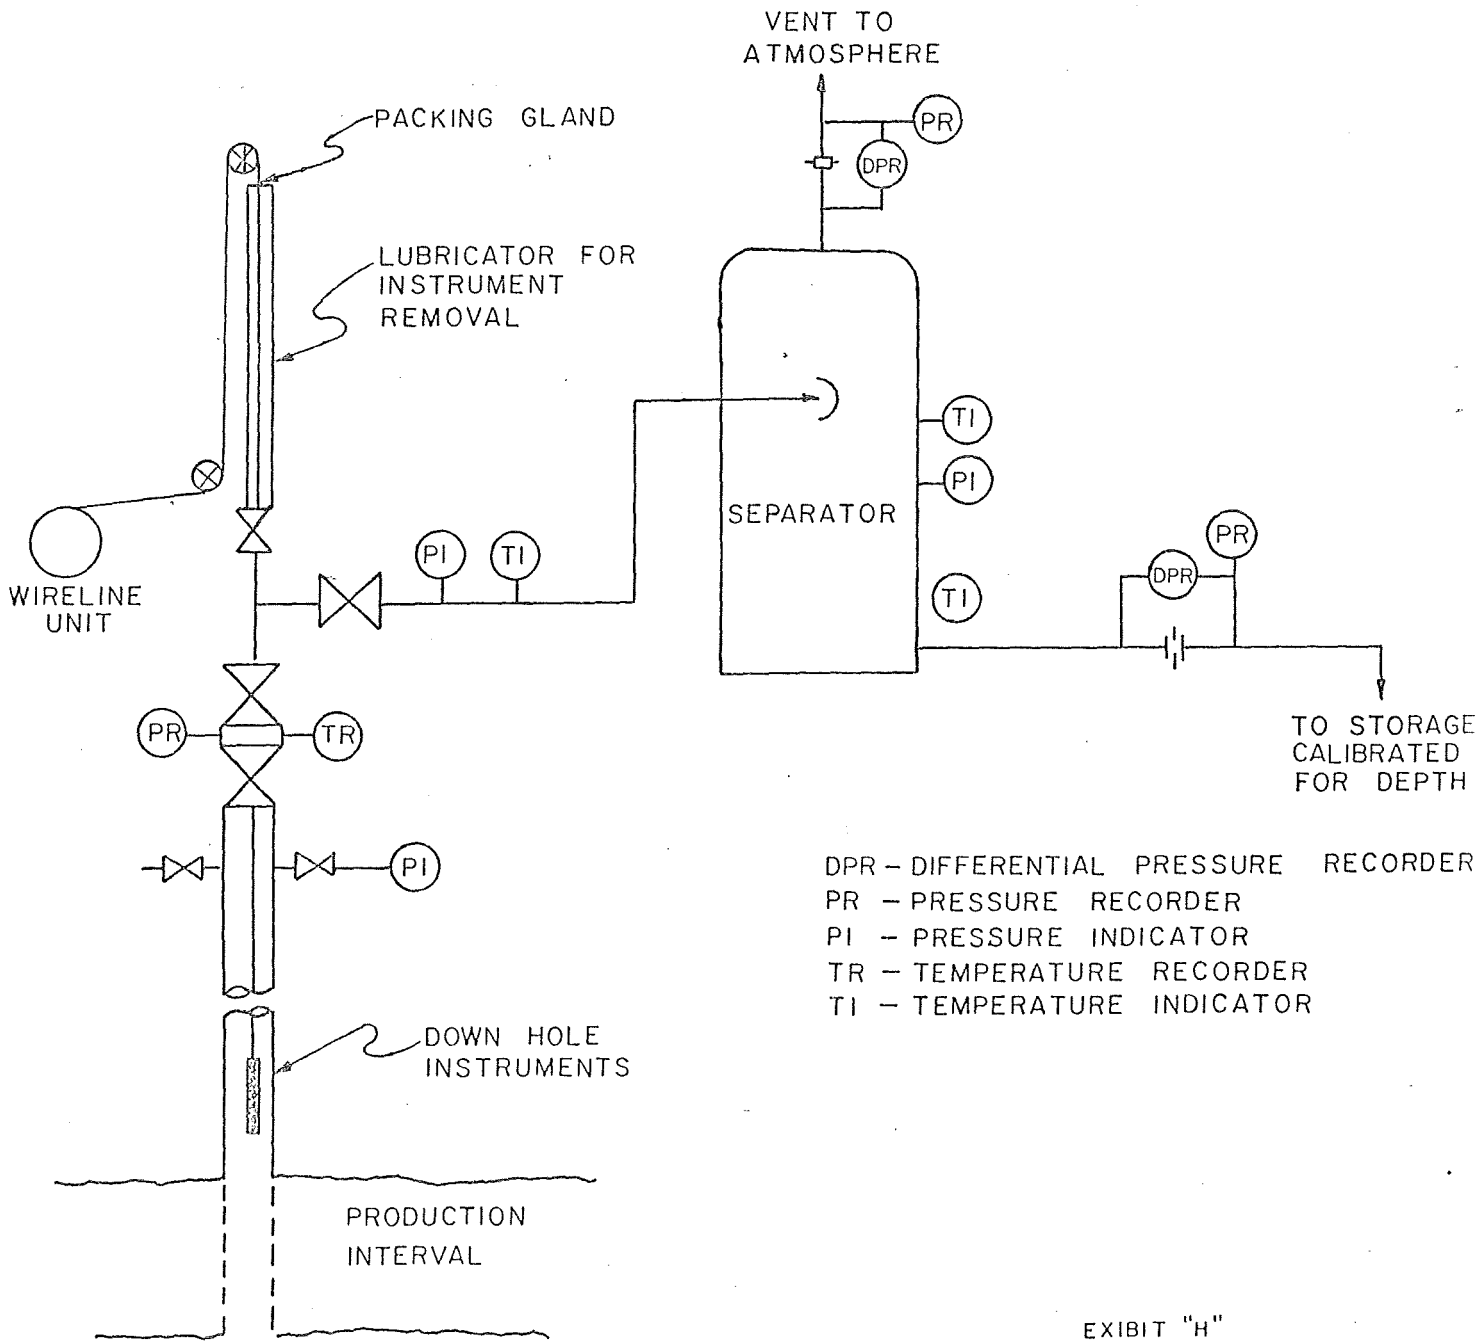 VENT TO
ATMOSPHERE
PR
DPR
PACKING GLAND
LUBRICATOR FOR
INSTRUMENT
REMOVAL
TI
PI
SEPARATOR
PR
DPR
PI
TI
TI
WIRELINE
UNIT
PR
TR
TO STORAGE
CALIBRATED
FOR DEPTH
PI
DPR - DIFFERENTIAL PRESSURE RECORDER
PR - PRESSURE RECORDER
PI - PRESSURE INDICATOR
TR - TEMPERATURE RECORDER
TI - TEMPERATURE INDICATOR
DOWN HOLE
INSTRUMENTS
PRODUCTION
INTERVAL
EXHIBIT "H"